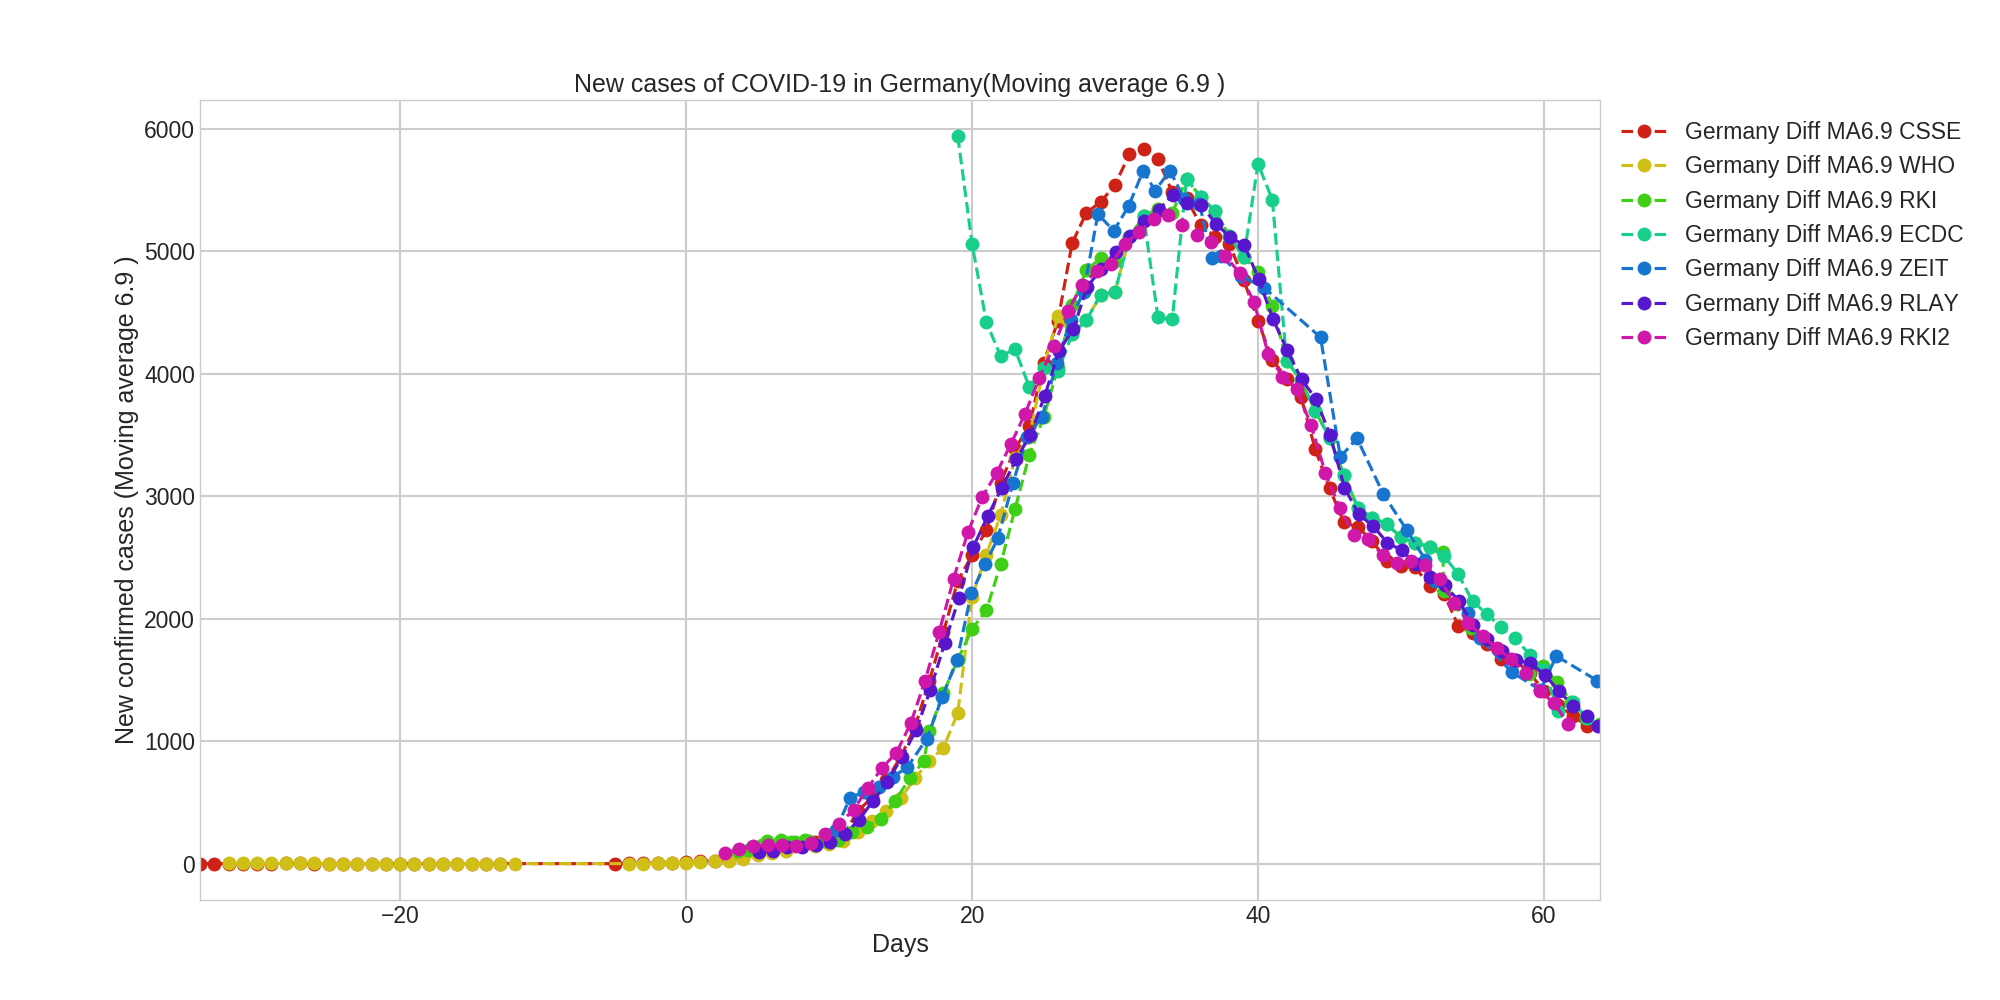 New cases of COVID-19 in Germany(Moving average 6.9 )
New confirmed cases (Moving average 6.9 )
6000
5000
4000
3000
2000
1000
0
−20
0
20
40
60
Days
Germany Diff MA6.9 CSSE
Germany Diff MA6.9 WHO
Germany Diff MA6.9 RKI
Germany Diff MA6.9 ECDC
Germany Diff MA6.9 ZEIT
Germany Diff MA6.9 RLAY
Germany Diff MA6.9 RKI2